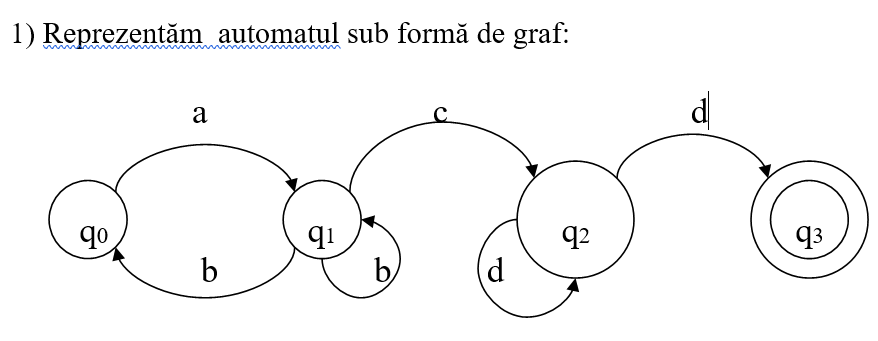 1) Reprezentăm automatul sub formă de graf:
a
c
d
q0
q1
q2
q3
b
b
d